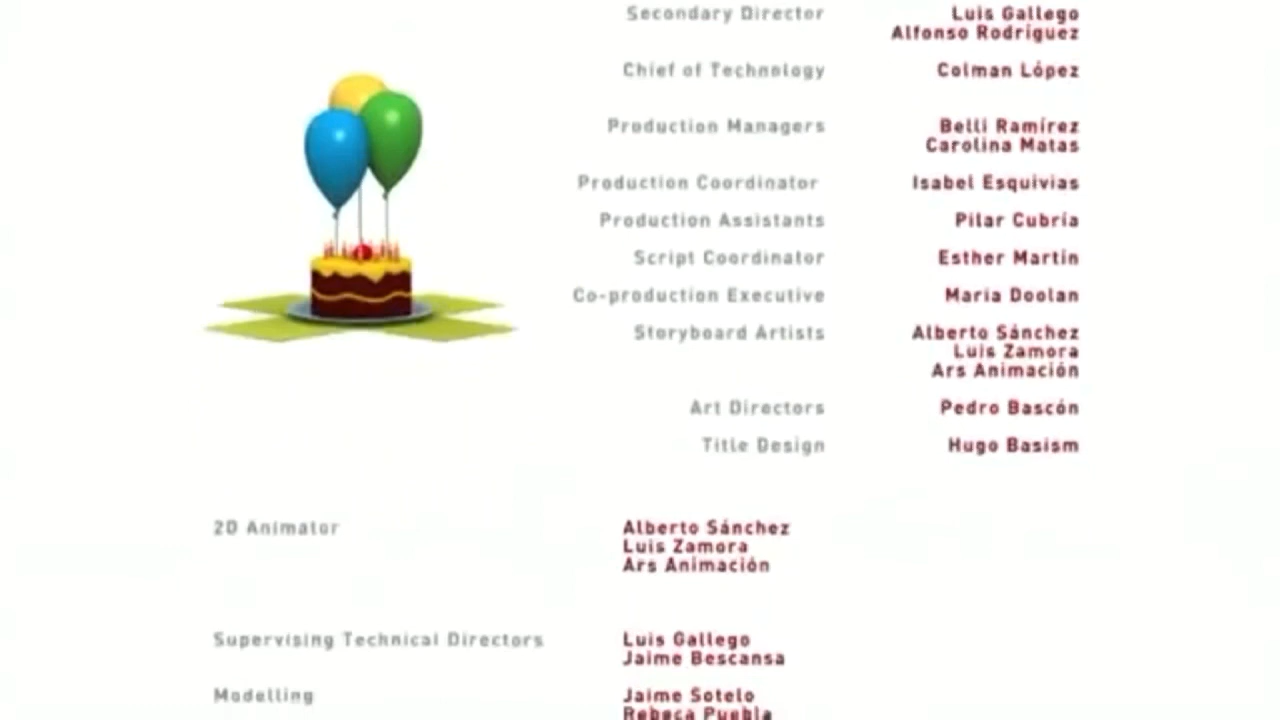 Secondary Director Luis Gallego
Alfonso Rodríguez
Chief of Technology Colman López
Production Managers Belli Ramírez
Carolina Matas
Production Coordinator Isabel Esquivias
Production Assistants Pilar Cubría
Script Coordinator Esther Martín
Co-production Executive Maria Doolan
Storyboard Artists Alberto Sánchez
Luis Zamora
Ars Animación
Art Directors Pedro Bascón
Title Design Hugo Basism
2D Animator Alberto Sánchez
Luis Zamora
Ars Animación
Supervising Technical Directors Luis Gallego
Jaime Bescansa
Modelling Jaime Sotelo
Rebeca Puebla